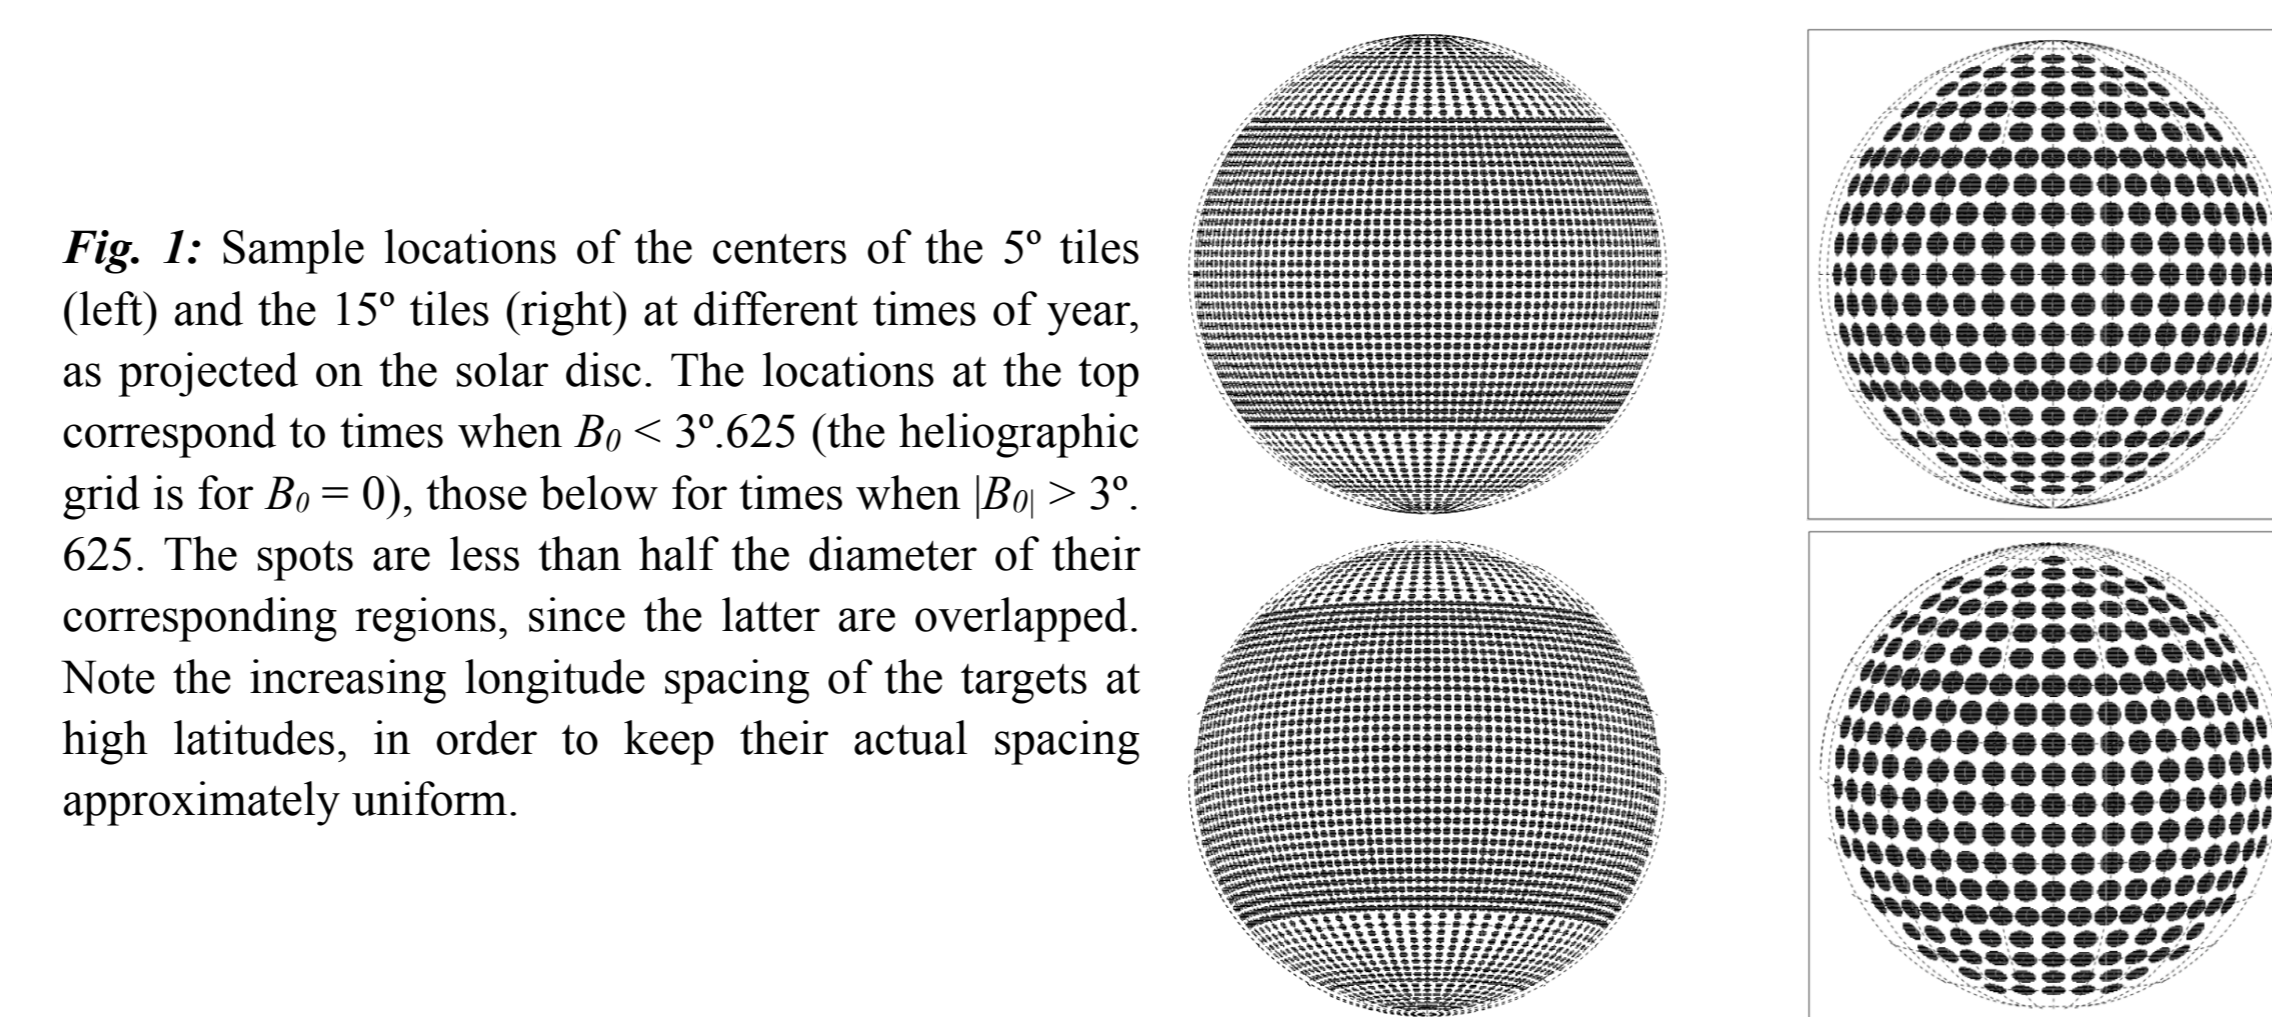 Fig. 1: Sample locations of the centers of the 5º tiles
(left) and the 15º tiles (right) at different times of year,
as projected on the solar disc. The locations at the top
correspond to times when B0 < 3º.625 (the heliographic
grid is for B0 = 0), those below for times when |B0| > 3º.
625. The spots are less than half the diameter of their
corresponding regions, since the latter are overlapped.
Note the increasing longitude spacing of the targets at
high latitudes, in order to keep their actual spacing
approximately uniform.